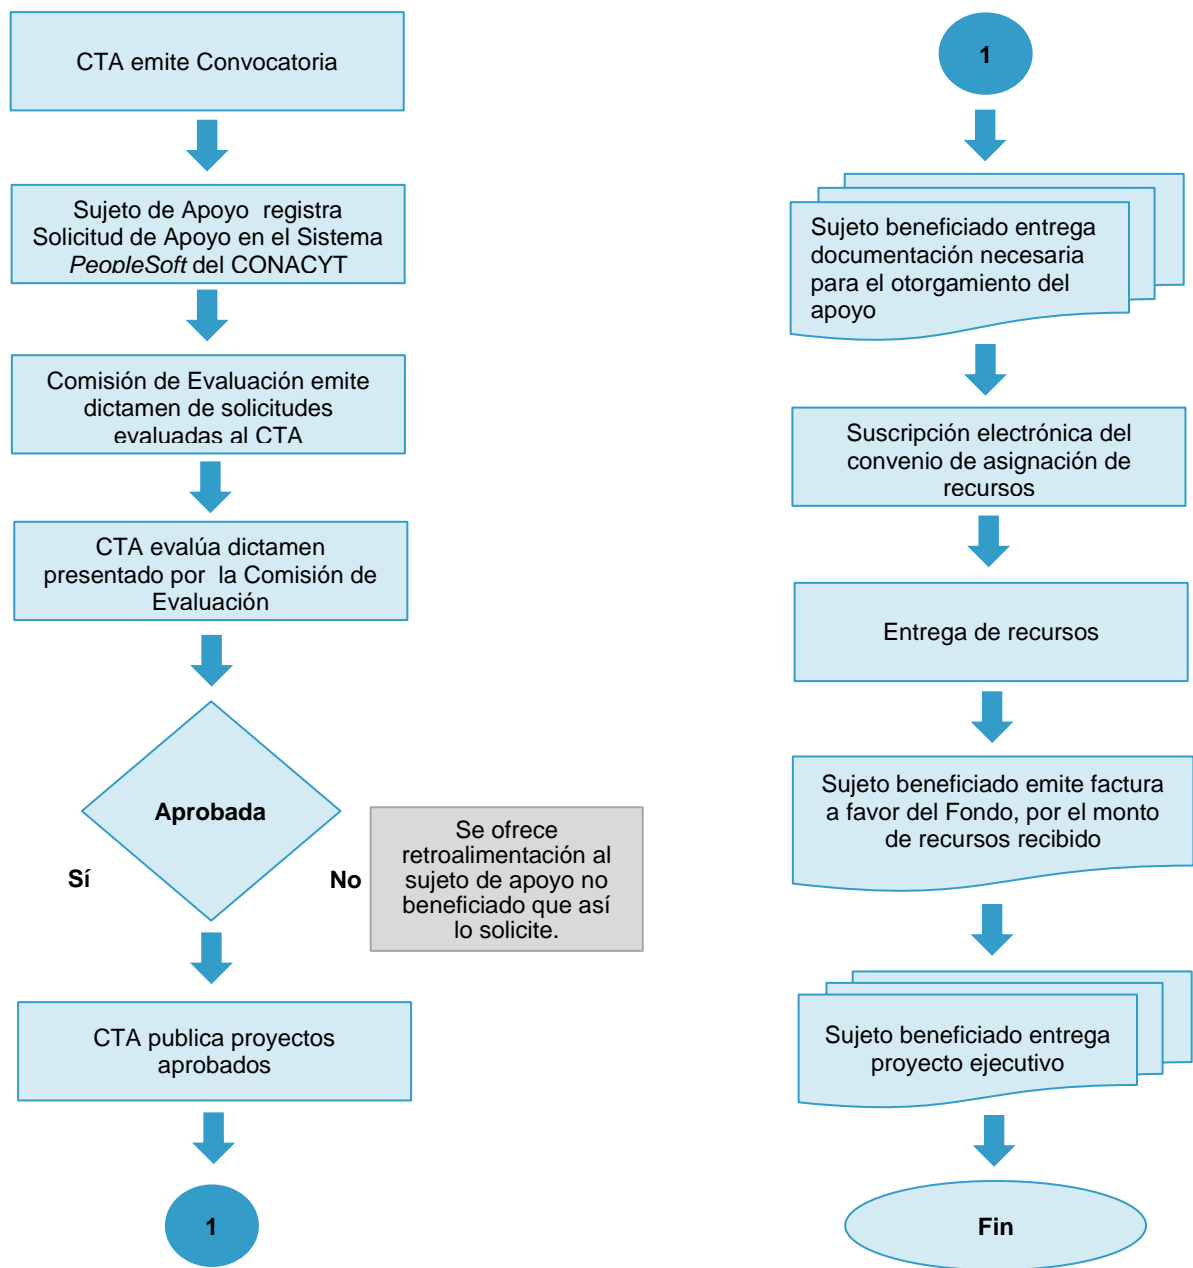 CTA emite Convocatoria
Sujeto de Apoyo registra
Solicitud de Apoyo en el Sistema
PeopleSoft del CONACYT
Comisión de Evaluación emite
dictamen de solicitudes
evaluadas al CTA
CTA evalúa dictamen
presentado por la Comisión de
Evaluación
Aprobada
Sí
No
Se ofrece
retroalimentación al
sujeto de apoyo no
beneficiado que así
lo solicite.
CTA publica proyectos
aprobados
1
1
Sujeto beneficiado entrega
documentación necesaria
para el otorgamiento del
apoyo
Suscripción electrónica del
convenio de asignación de
recursos
Entrega de recursos
Sujeto beneficiado emite factura
a favor del Fondo, por el monto
de recursos recibido
Sujeto beneficiado entrega
proyecto ejecutivo
Fin